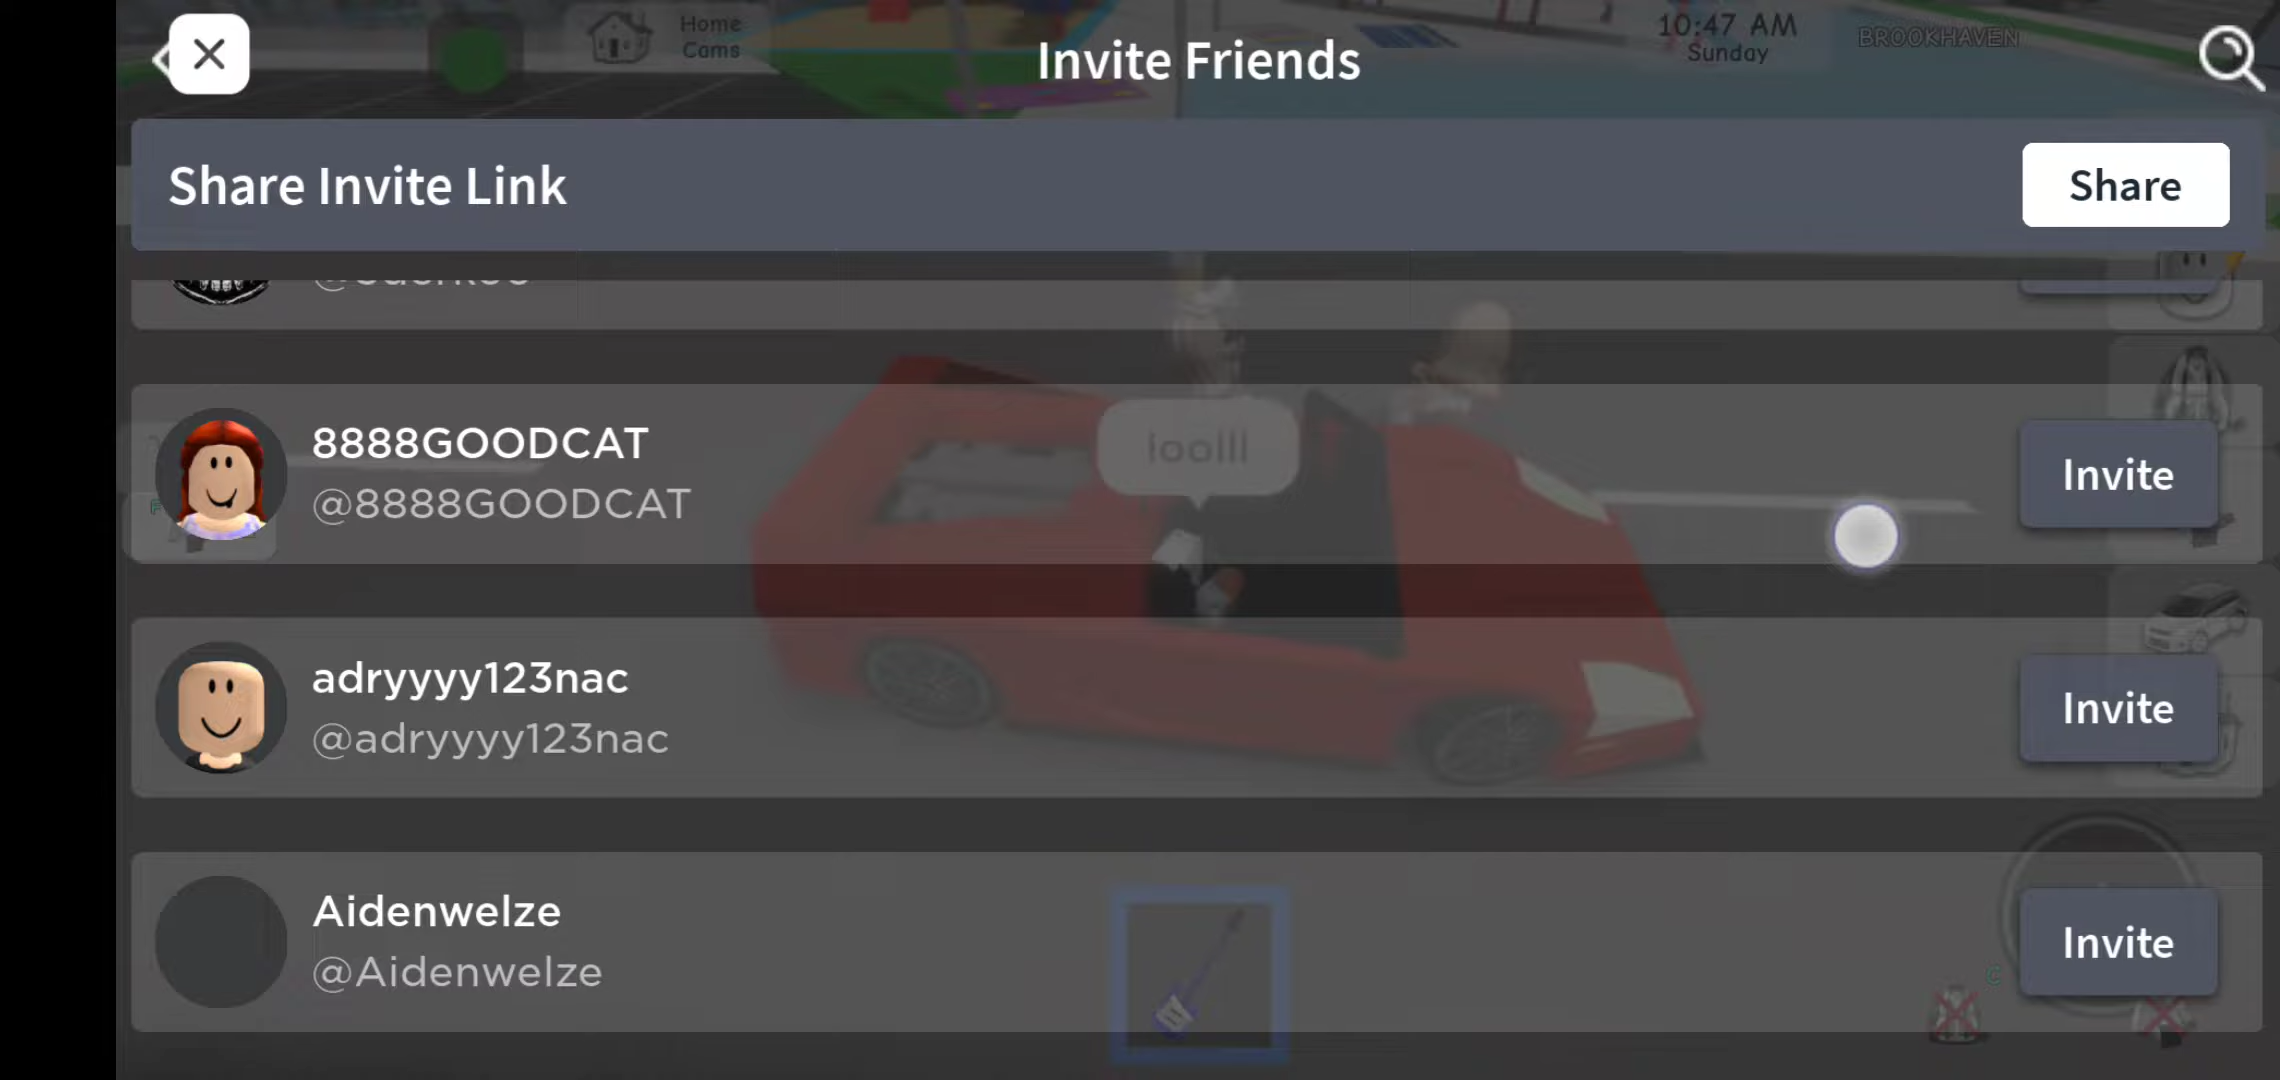 Home
Cams
Invite Friends
10:47 AM
Sunday
BROOKHAVEN
Share Invite Link
Share
8888GOODCAT
@8888GOODCAT
Invite
adryyyy123nac
@adryyyy123nac
Invite
Aidenwelze
@Aidenwelze
Invite